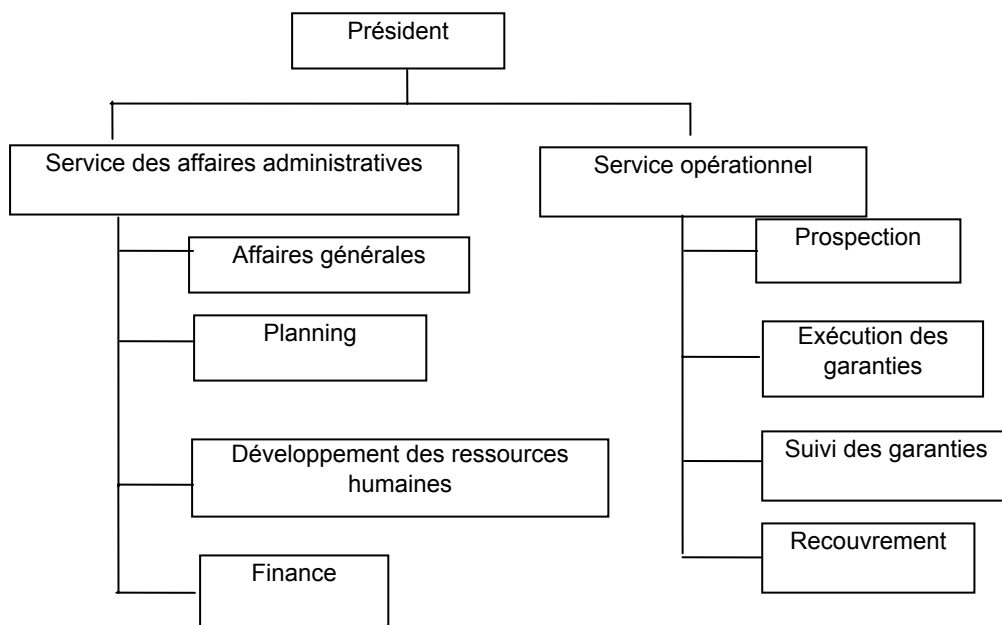 Président
Service des affaires administratives
Affaires générales
Planning
Développement des ressources
humaines
Finance
Service opérationnel
Prospection
Exécution des
garanties
Suivi des garanties
Recouvrement